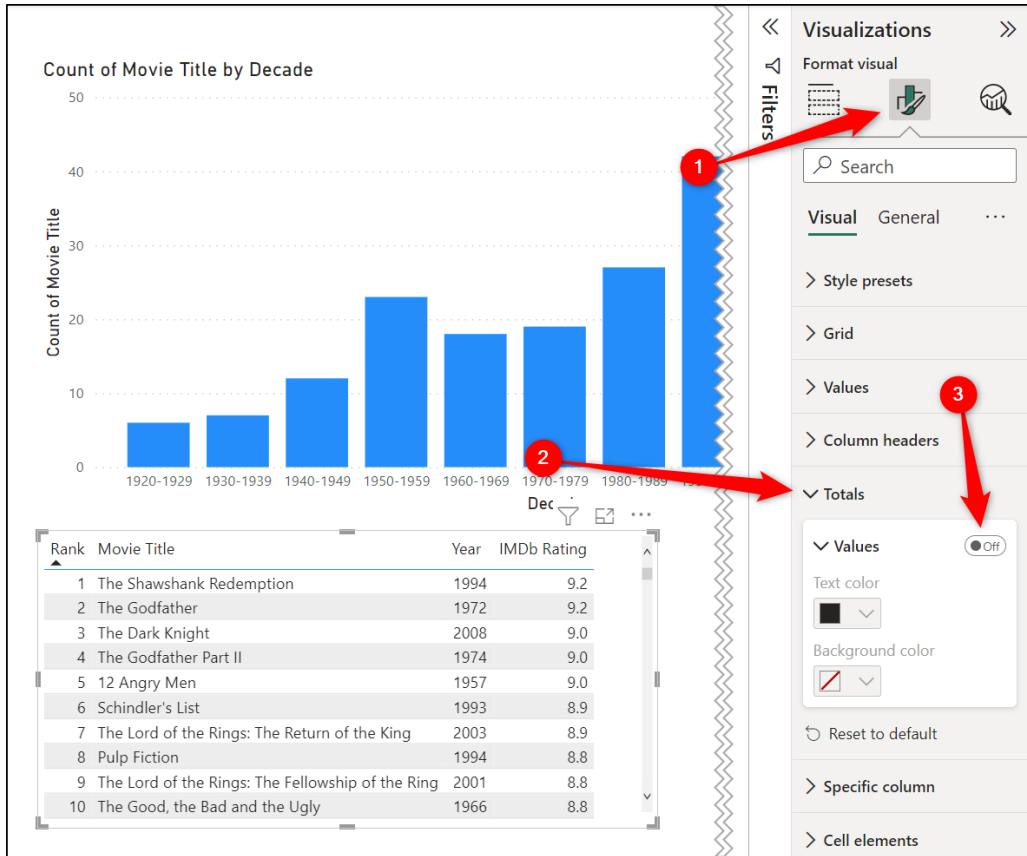 Count of Movie Title by Decade
50
40
30
20
10
0
Count of Movie Title
1920-1929 1930-1939 1940-1949 1950-1959 1960-1969 1970-1979 1980-1989
Rank Movie Title Year IMDb Rating
1 The Shawshank Redemption 1994 9.2
2 The Godfather 1972 9.2
3 The Dark Knight 2008 9.0
4 The Godfather Part II 1974 9.0
5 12 Angry Men 1957 9.0
6 Schindler's List 1993 8.9
7 The Lord of the Rings: The Return of the King 2003 8.9
8 Pulp Fiction 1994 8.8
9 The Lord of the Rings: The Fellowship of the Ring 2001 8.8
10 The Good, the Bad and the Ugly 1966 8.8
Filters
Visualizations
Format visual
1
Search
Visual General
Style presets
Grid
Values
3
Column headers
2
Totals
Values Off
Text color
Background color
Reset to default
Specific column
Cell elements